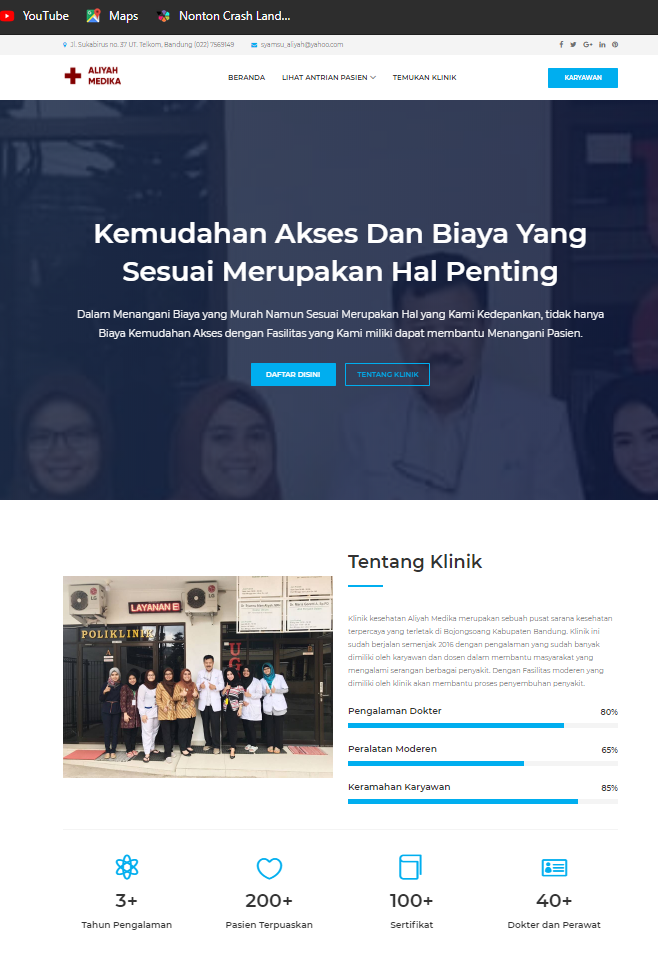 YouTube Maps Nonton Crash Land...
Jl. Sukabirus no. 37 UT. Telkom, Bandung (022) 7569149 syamsu_aliyah@yahoo.com
ALIYAH
MEDIKA
BERANDA LIHAT ANTRIAN PASIEN TEMUKAN KLINIK KARYAWAN
Kemudahan Akses Dan Biaya Yang
Sesuai Merupakan Hal Penting
Dalam Menangani Biaya yang Murah Namun Sesuai Merupakan Hal yang Kami Kedepankan, tidak hanya
Biaya Kemudahan Akses dengan Fasilitas yang Kami miliki dapat membantu Menangani Pasien.
DAFTAR DISINI TENTANG KLINIK
LAYANAN E
POLIKLINIK
UG
LG
LG
Tentang Klinik
Klinik kesehatan Aliyah Medika merupakan sebuah pusat sarana kesehatan
terpercaya yang terletak di Bojongsoang Kabupaten Bandung. Klinik ini
sudah berjalan semenjak 2016 dengan pengalaman yang sudah banyak
dimiliki oleh karyawan dan dosen dalam membantu masyarakat yang
mengalami serangan berbagai penyakit. Dengan Fasilitas moderen yang
dimiliki oleh klinik akan membantu proses penyembuhan penyakit.
Pengalaman Dokter 80%
Peralatan Moderen 65%
Keramahan Karyawan 85%
3+ 200+ 100+ 40+
Tahun Pengalaman Pasien Terpuaskan Sertifikat Dokter dan Perawat